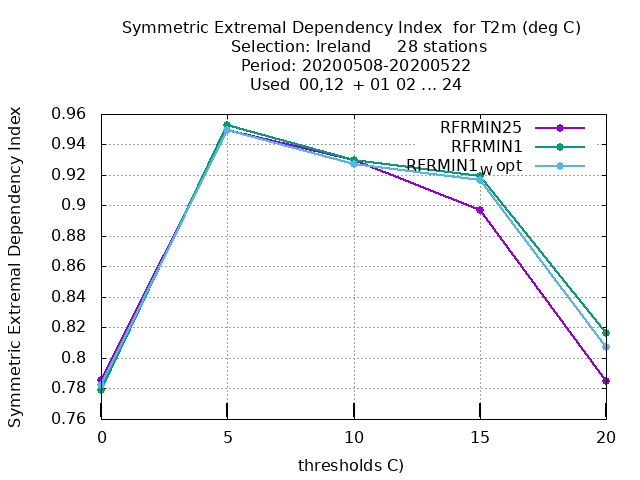 Symmetric Extremal Dependency Index  for T2m (deg C)
Selection: Ireland     28 stations
Period: 20200508-20200522
Used  00,12  + 01 02 ... 24
Symmetric Extremal Dependency Index
0.96
0.94
0.92
0.9
0.88
0.86
0.84
0.82
0.8
0.78
0.76
RFRMIN25
RFRMIN1
RFRMIN1w opt
0 5 10 15 20
thresholds C)